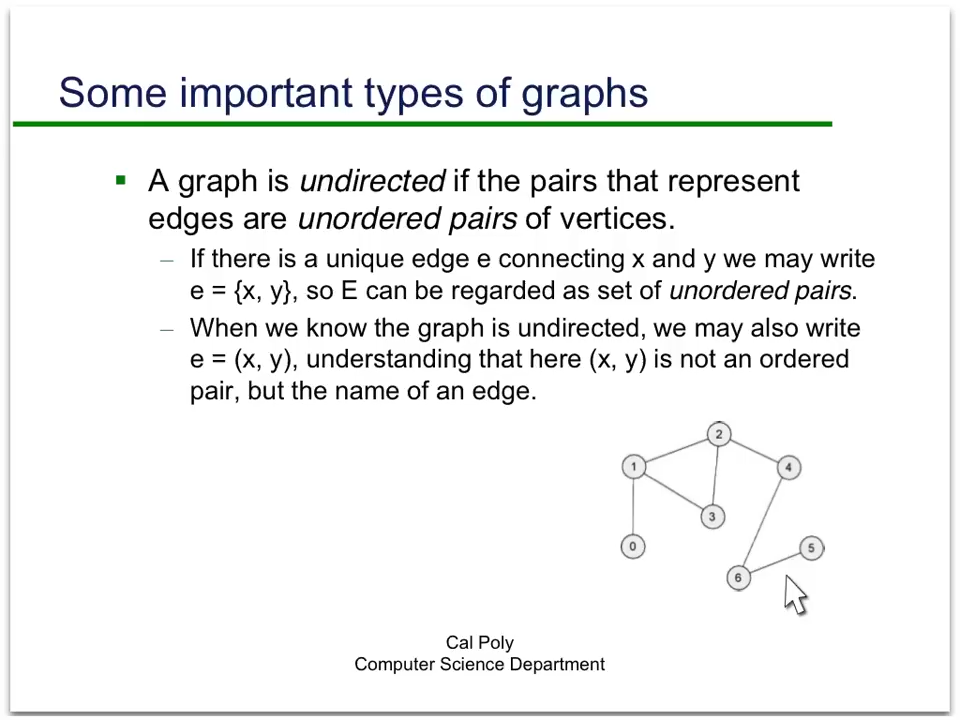 Some important types of graphs
▪ A graph is undirected if the pairs that represent
edges are unordered pairs of vertices.
– If there is a unique edge e connecting x and y we may write
e = {x, y}, so E can be regarded as set of unordered pairs.
– When we know the graph is undirected, we may also write
e = (x, y), understanding that here (x, y) is not an ordered
pair, but the name of an edge.
2
1
4
3
0
5
6
Cal Poly
Computer Science Department